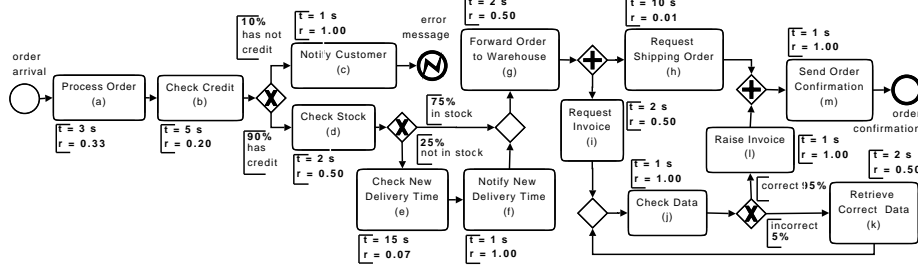 order
arrival
Process Order
(a)
t = 3 s
r = 0.33
Check Credit
(b)
t = 5 s
r = 0.20
10%
has not
credit
X
90%
has
credit
t = 1 s
r = 1.00
Notify Customer
(c)
error
message
Check Stock
(d)
t = 2 s
r = 0.50
X
75%
in stock
25%
not in stock
Check New
Delivery Time
(e)
t = 15 s
r = 0.07
Notify New
Delivery Time
(f)
t = 1 s
r = 1.00
t = 2 s
r = 0.50
Forward Order
to Warehouse
(g)
t = 10 s
r = 0.01
Request
Shipping Order
(h)
Request
Invoice
(i)
t = 2 s
r = 0.50
t = 1 s
r = 1.00
Check Data
(j)
X
correct 95%
incorrect
5%
Raise Invoice
(l)
t = 1 s
r = 1.00
t = 2 s
r = 0.50
Retrieve
Correct Data
(k)
t = 1 s
r = 1.00
Send Order
Confirmation
(m)
order
confirmation